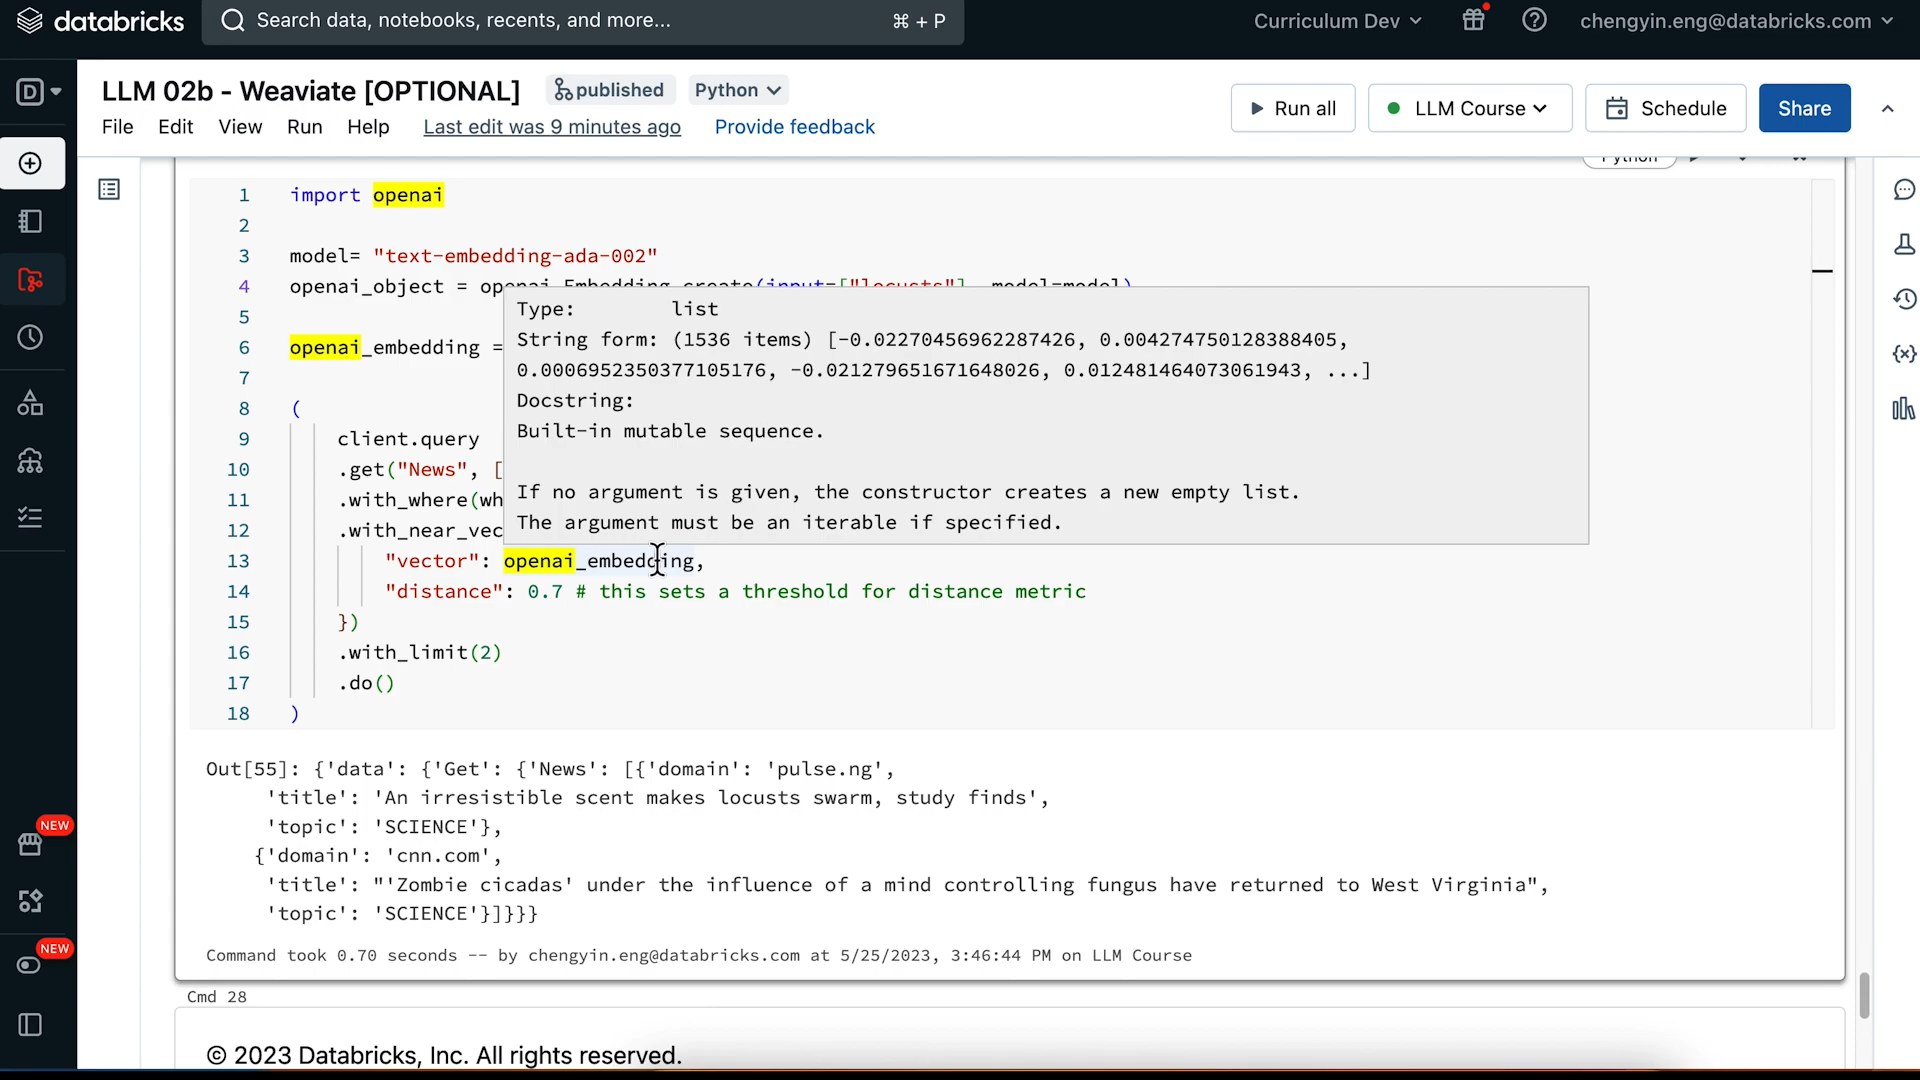 databricks
Search data, notebooks, recents, and more...
⌘ + P
Curriculum Dev
chengyin.eng@databricks.com
D
LLM 02b - Weaviate [OPTIONAL]
published
Python
File Edit View Run Help Last edit was 9 minutes ago Provide feedback
Run all
LLM Course
Schedule
Share
Python
1 import openai
2
3 model= "text-embedding-ada-002"
4 openai_object = openai.Embedding.create(input=["locusts"], model=model)
5
6 openai_embedding =
7
8 (
9 client.query
10 .get("News", [
11 .with_where(wh
12 .with_near_vec
13 "vector": openai_embedding,
14 "distance": 0.7 # this sets a threshold for distance metric
15 })
16 .with_limit(2)
17 .do()
18 )
Type: list
String form: (1536 items) [-0.02270456962287426, 0.004274750128388405,
0.0006952350377105176, -0.021279651671648026, 0.012481464073061943, ...]
Docstring:
Built-in mutable sequence.
If no argument is given, the constructor creates a new empty list.
The argument must be an iterable if specified.
Out[55]: {'data': {'Get': {'News': [{'domain': 'pulse.ng',
'title': 'An irresistible scent makes locusts swarm, study finds',
'topic': 'SCIENCE'},
{'domain': 'cnn.com',
'title': "'Zombie cicadas' under the influence of a mind controlling fungus have returned to West Virginia",
'topic': 'SCIENCE'}]}}}
Command took 0.70 seconds -- by chengyin.eng@databricks.com at 5/25/2023, 3:46:44 PM on LLM Course
Cmd 28
© 2023 Databricks, Inc. All rights reserved.
NEW
NEW